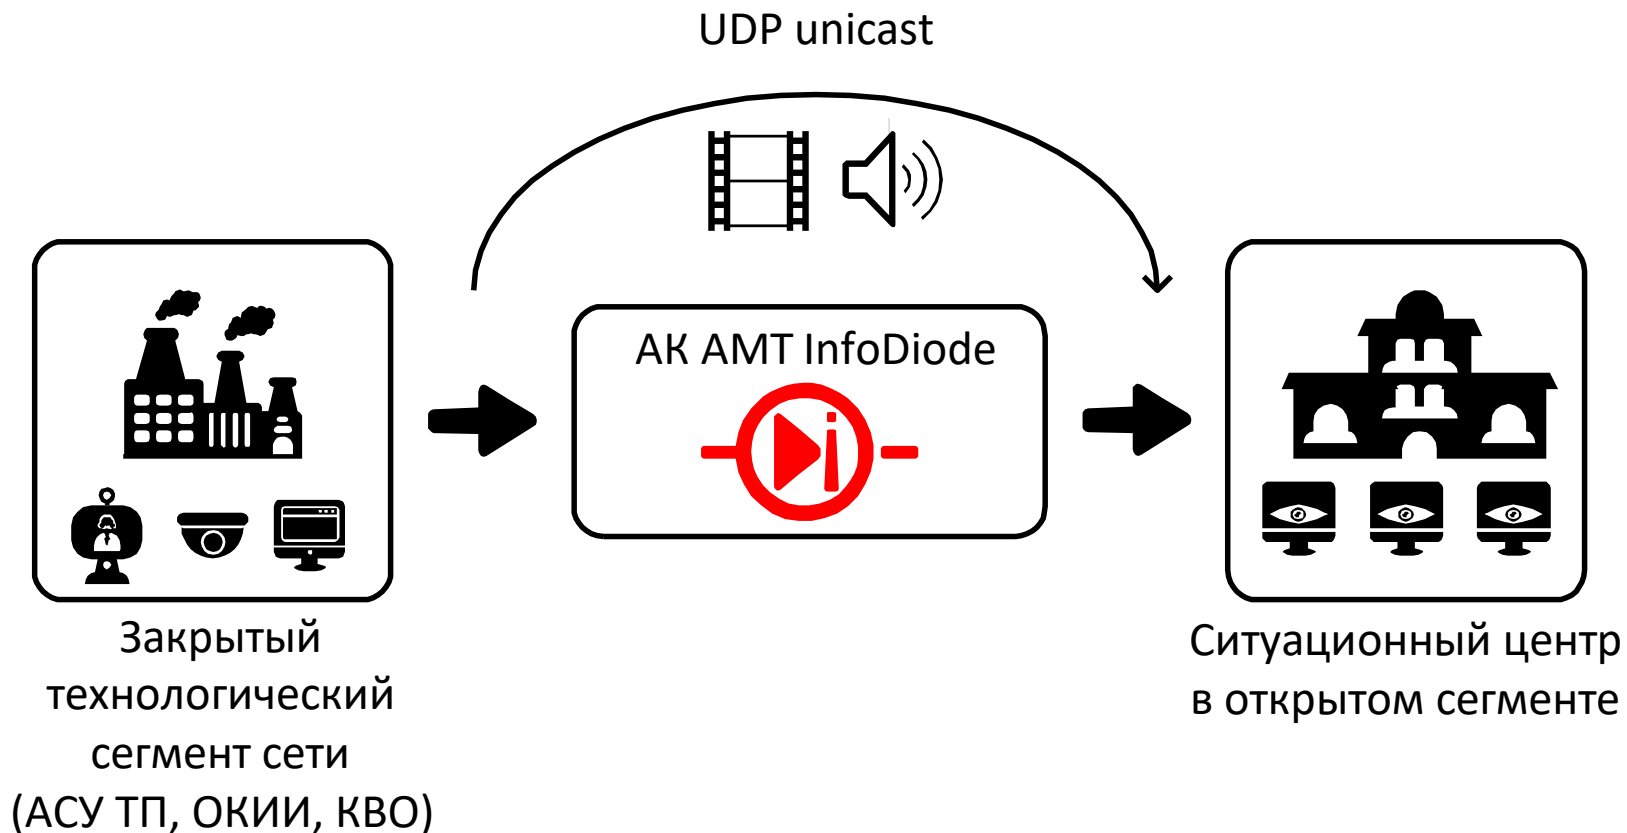 UDP unicast
АК АМТ InfoDiode
Закрытый
технологический
сегмент сети
(АСУ ТП, ОКИИ, КВО)
Ситуационный центр
в открытом сегменте